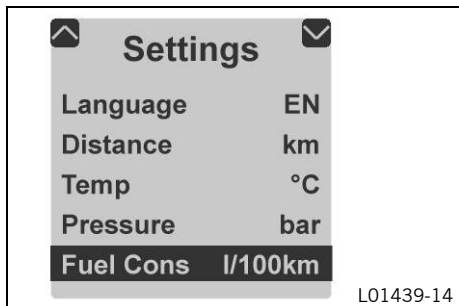 Settings
Language EN
Distance km
Temp °C
Pressure bar
Fuel Cons l/100km
L01439-14